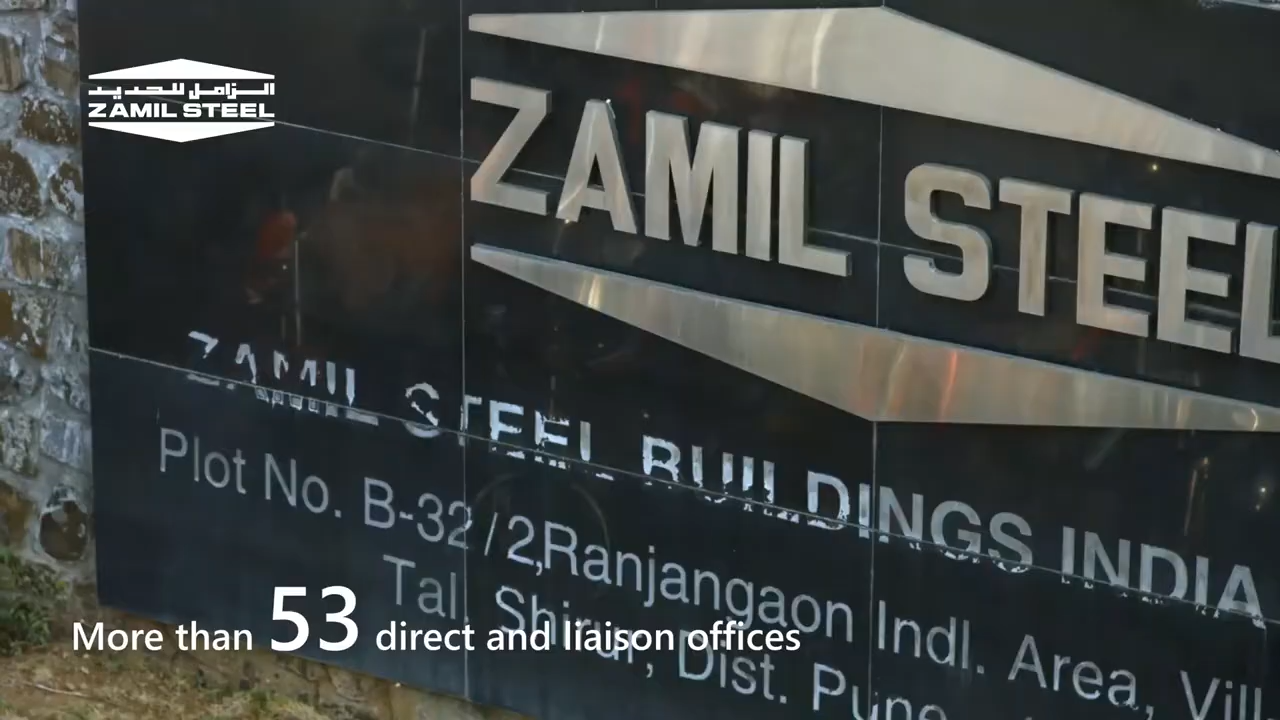 الزامل للحديد
ZAMIL STEEL
ZAMIL STEEL
ZAMIL STEEL BUILDINGS INDIA
Plot No. B-32/2,Ranjangaon Indl. Area,
Tal. Shirur, Dist. Pune
More than 53 direct and liaison offices